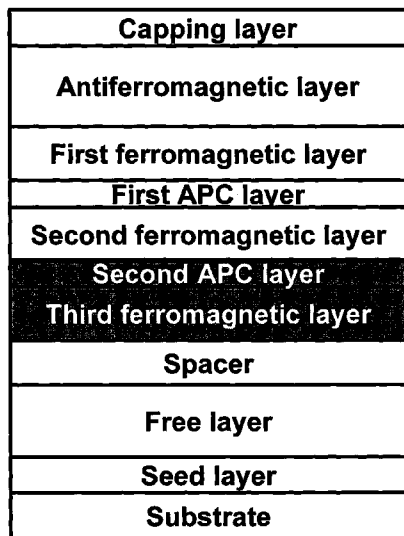 Capping layer
Antiferromagnetic layer
First ferromagnetic layer
First APC layer
Second ferromagnetic layer
Second APC layer
Third ferromagnetic layer
Spacer
Free layer
Seed layer
Substrate